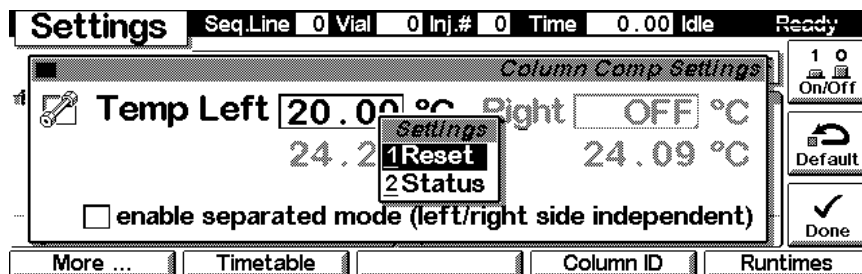 Settings Seq.Line 0 Vial 0 Inj.# 0 Time 0.00 Idle Ready
Column Comp Settings
1 0
On/Off
Temp Left 20.00 °C Right OFF °C
Settings
24.2 24.09 °C
1 Reset
2 Status
Default
enable separated mode (left/right side independent)
Done
More ... Timetable Column ID Runtimes